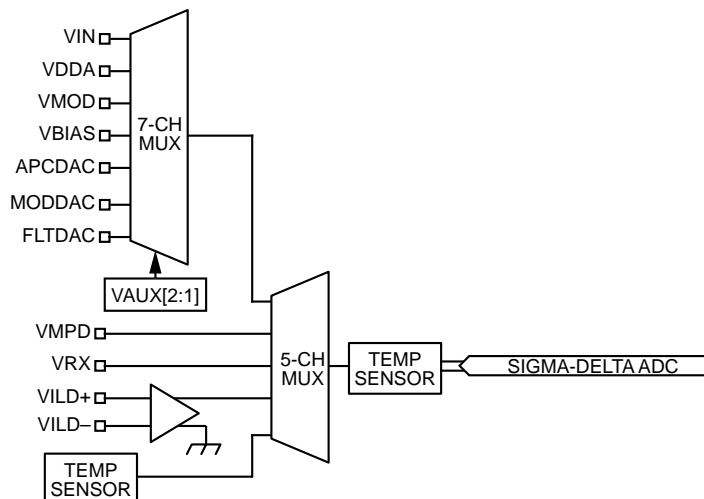 VIN
VDDA
VMOD
VBIAS
APCDAC
MODDAC
FLTDAC
7-CH
MUX
VAUX[2:1]
VMPD
VRX
VILD+
VILD–
TEMP
SENSOR
5-CH
MUX
TEMP
SENSOR
SIGMA-DELTA ADC